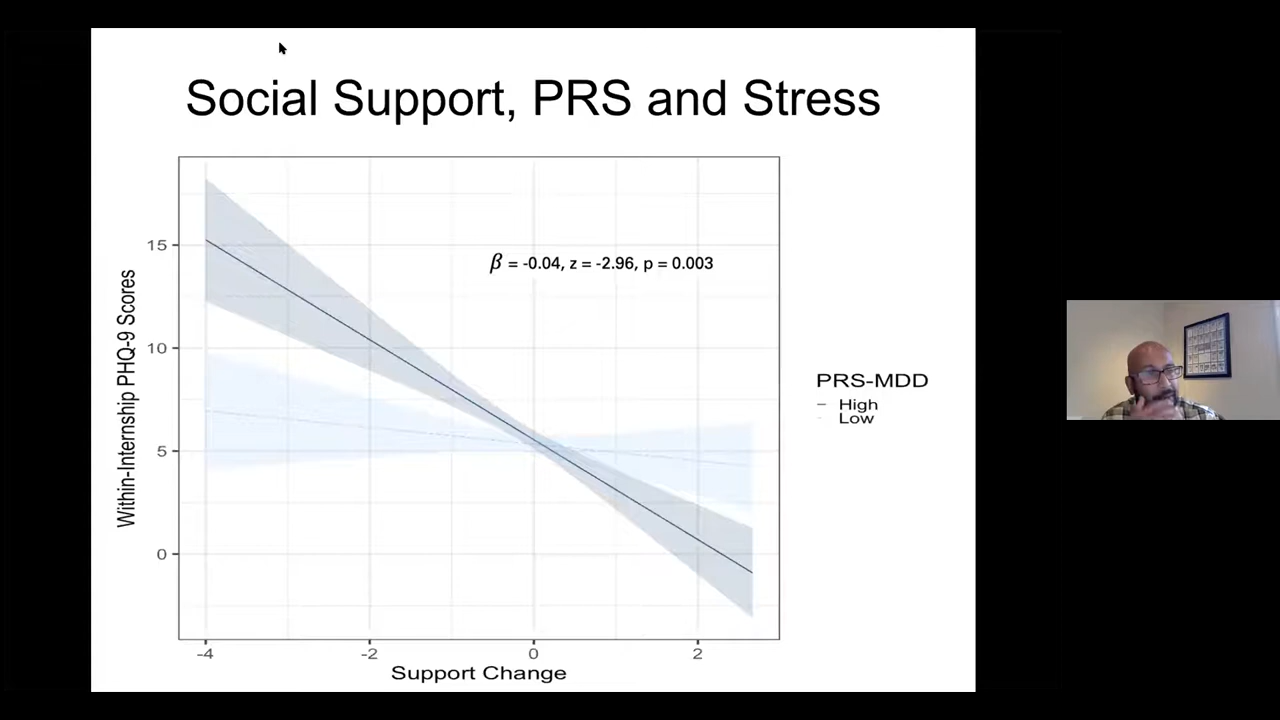 Social Support, PRS and Stress
15
10
5
0
Within-Internship PHQ-9 Scores
β = -0.04, z = -2.96, p = 0.003
PRS-MDD
High
Low
-4
-2
0
2
Support Change